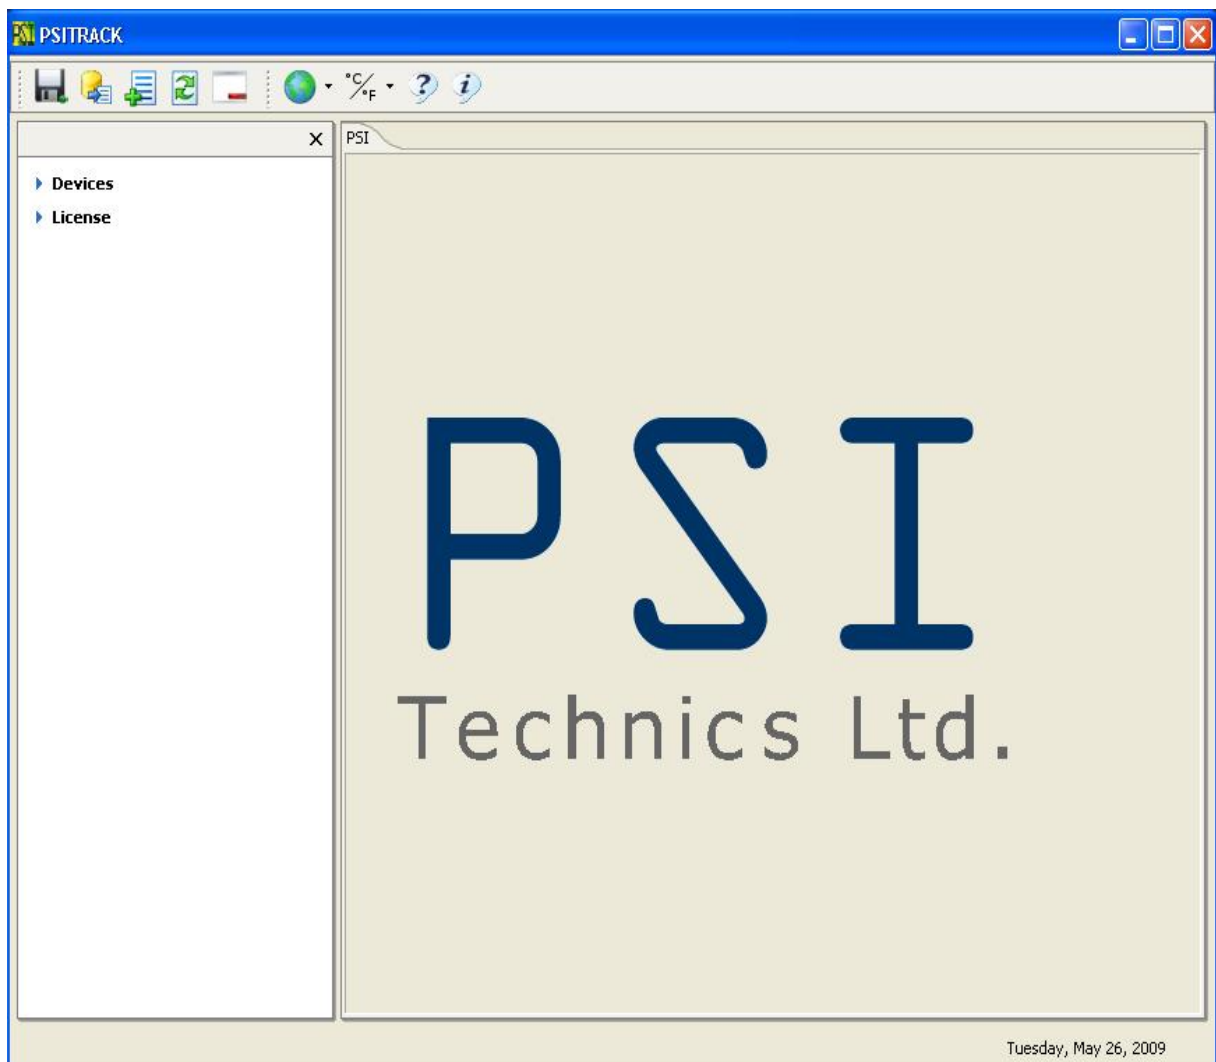 PSITRACK
°C/°F
X
PSI
Devices
License
PSI
Technics Ltd.
Tuesday, May 26, 2009